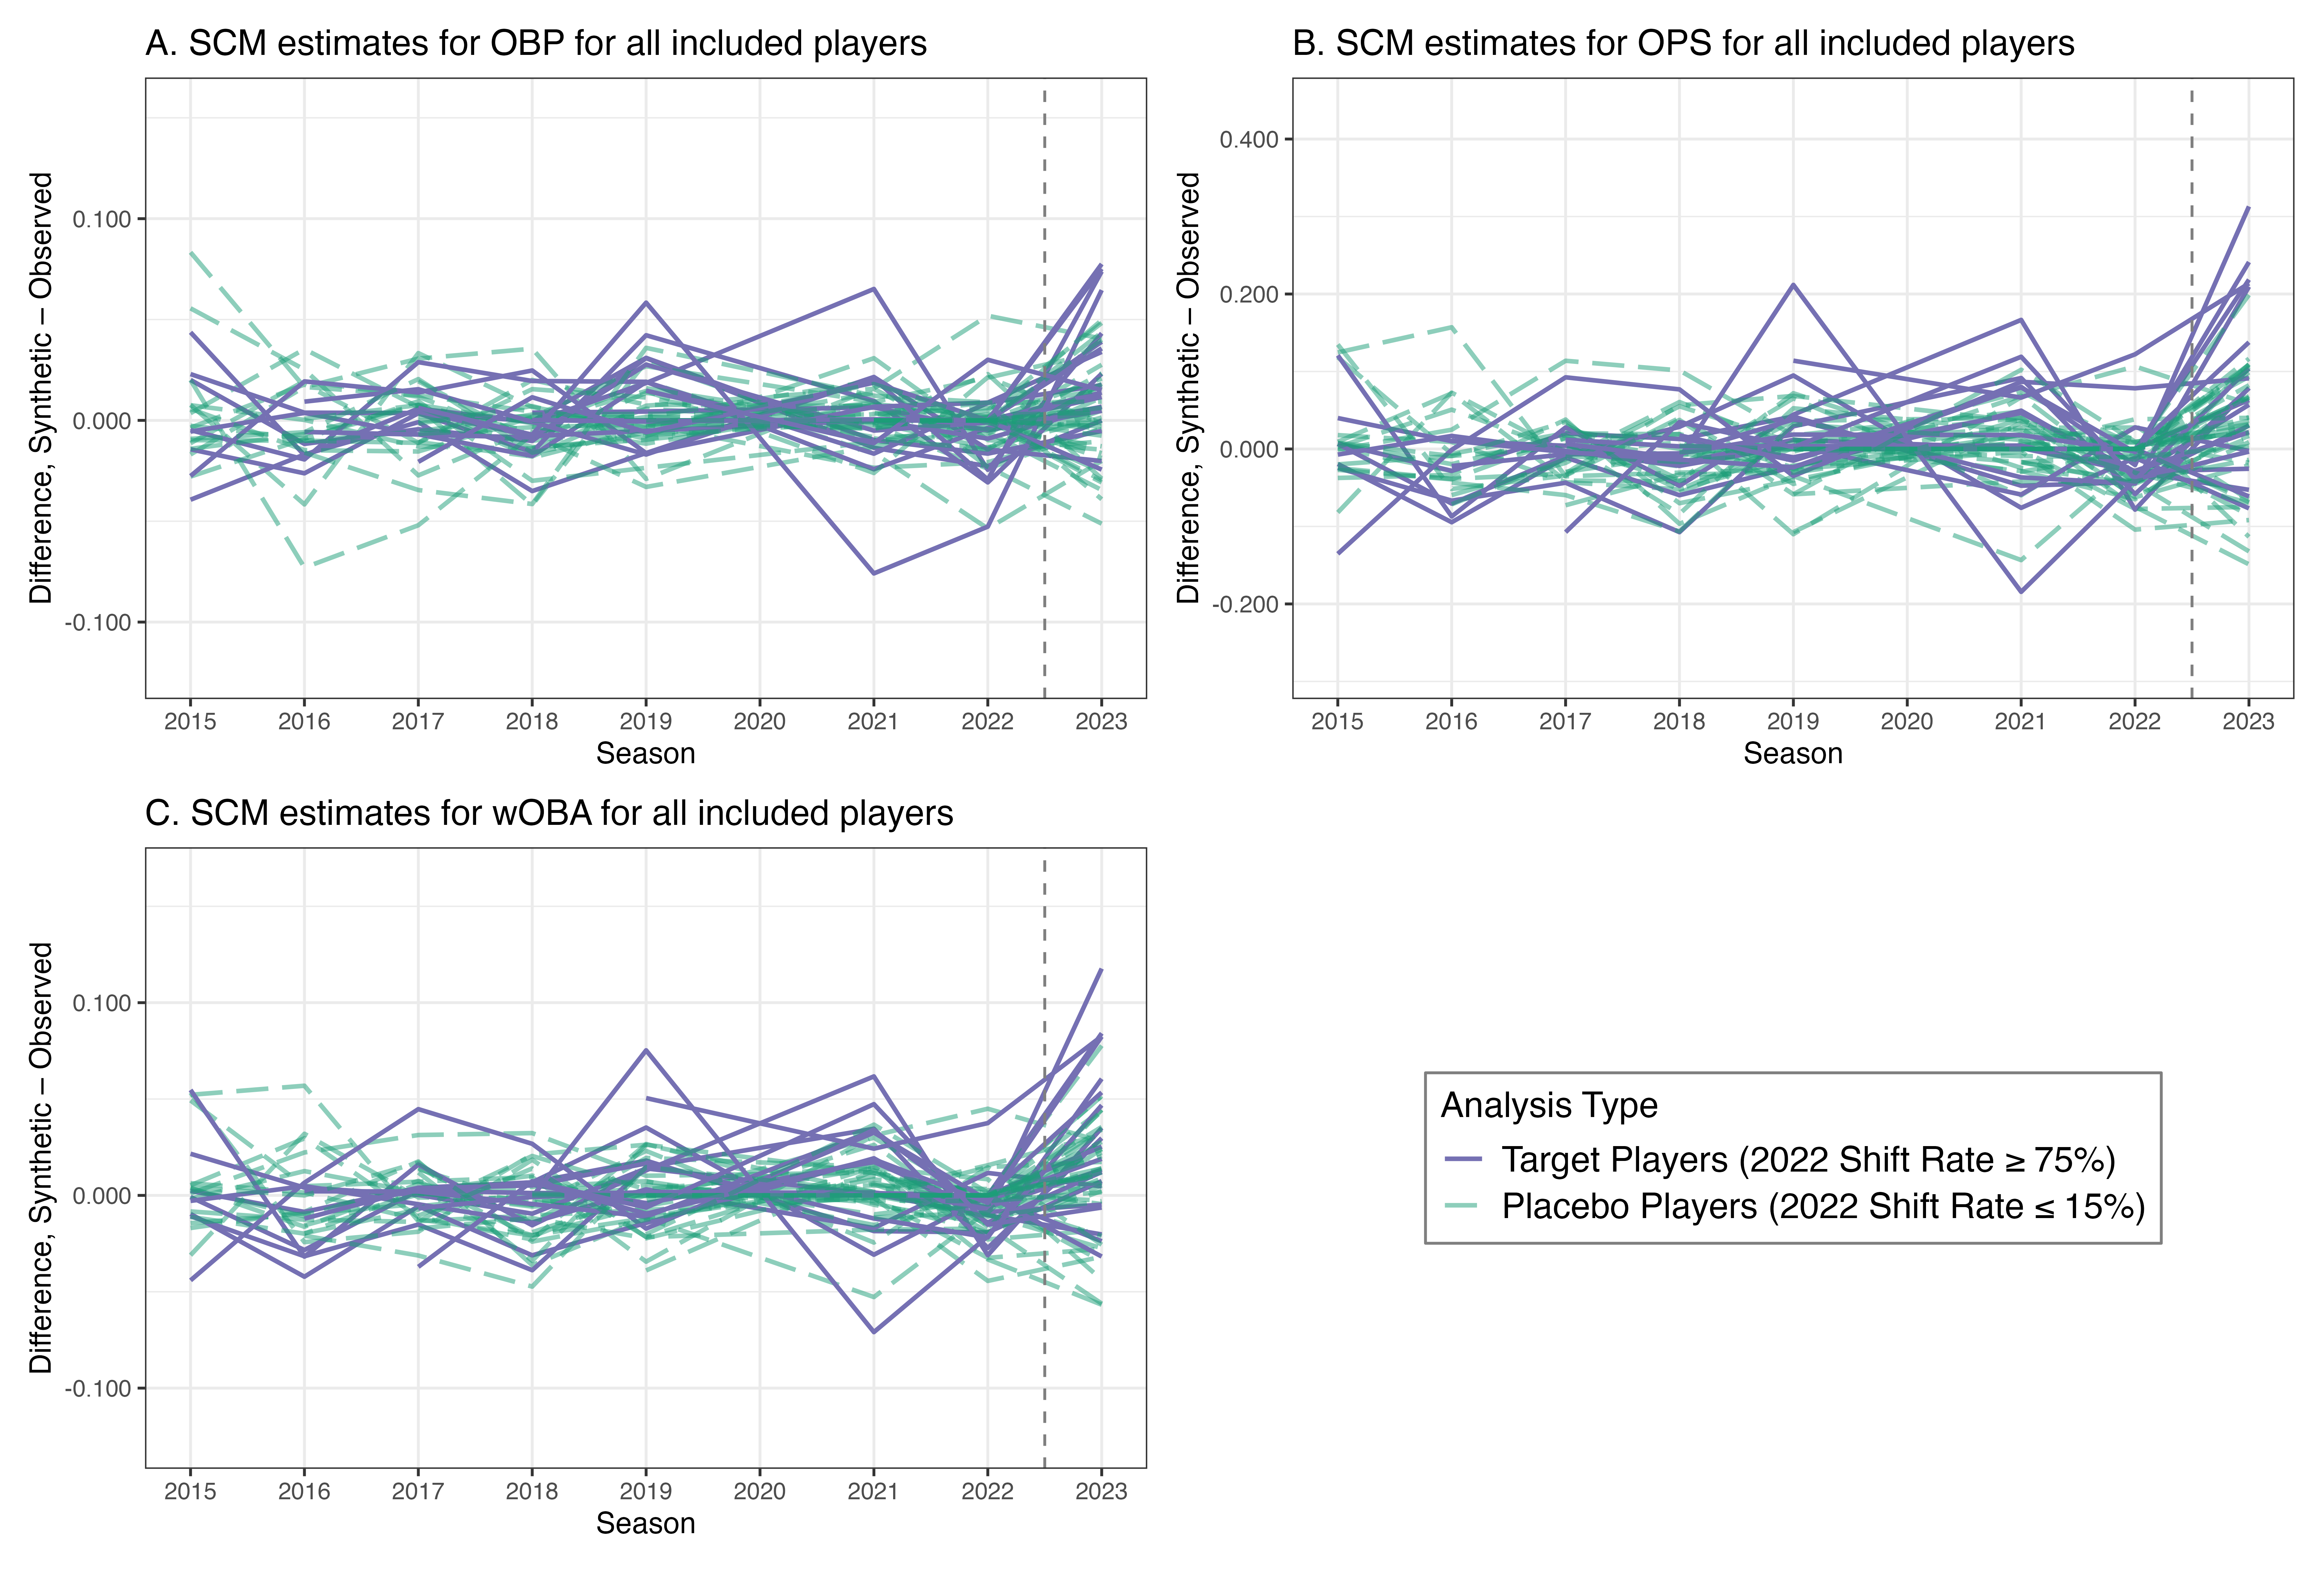 A. SCM estimates for OBP for all included players
Difference, Synthetic − Observed
0.100
0.000
-0.100
2015 2016 2017 2018 2019 2020 2021 2022 2023
Season
B. SCM estimates for OPS for all included players
Difference, Synthetic − Observed
0.400
0.200
0.000
-0.200
2015 2016 2017 2018 2019 2020 2021 2022 2023
Season
C. SCM estimates for wOBA for all included players
Difference, Synthetic − Observed
0.100
0.000
-0.100
2015 2016 2017 2018 2019 2020 2021 2022 2023
Season
Analysis Type
Target Players (2022 Shift Rate ≥ 75%)
Placebo Players (2022 Shift Rate ≤ 15%)